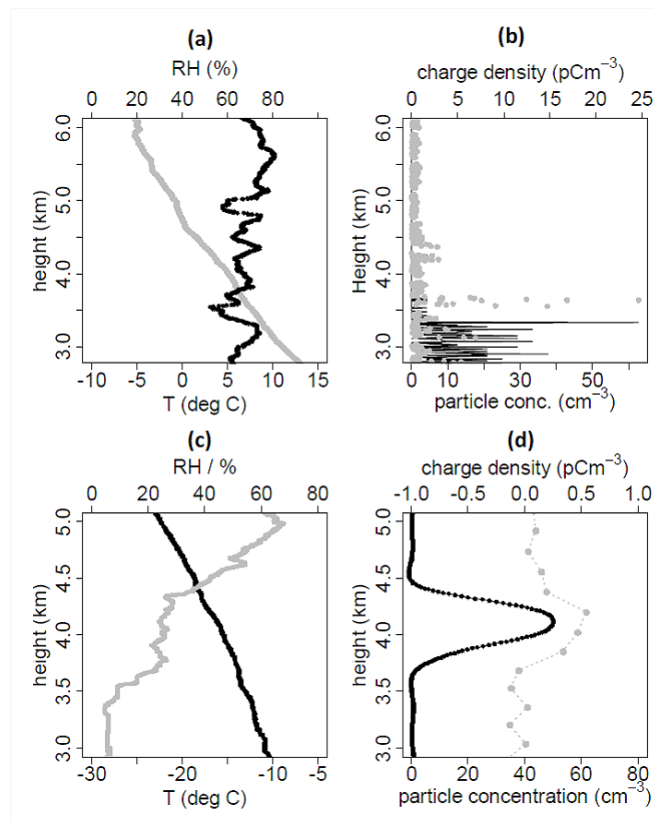 (a)
RH (%)
0 20 40 60 80
height (km)
3.0 4.0 5.0 6.0
-10 -5 0 5 10 15
T (deg C)
(b)
charge density (pCm⁻³)
0 5 10 15 20 25
Height (km)
3.0 4.0 5.0 6.0
0 10 30 50
particle conc. (cm⁻³)
(c)
RH / %
0 20 40 60 80
height (km)
3.0 3.5 4.0 4.5 5.0
-30 -20 -10 -5
T (deg C)
(d)
charge density (pCm⁻³)
-1.0 -0.5 0.0 0.5 1.0
height (km)
3.0 3.5 4.0 4.5 5.0
0 20 40 60 80
particle concentration (cm⁻³)